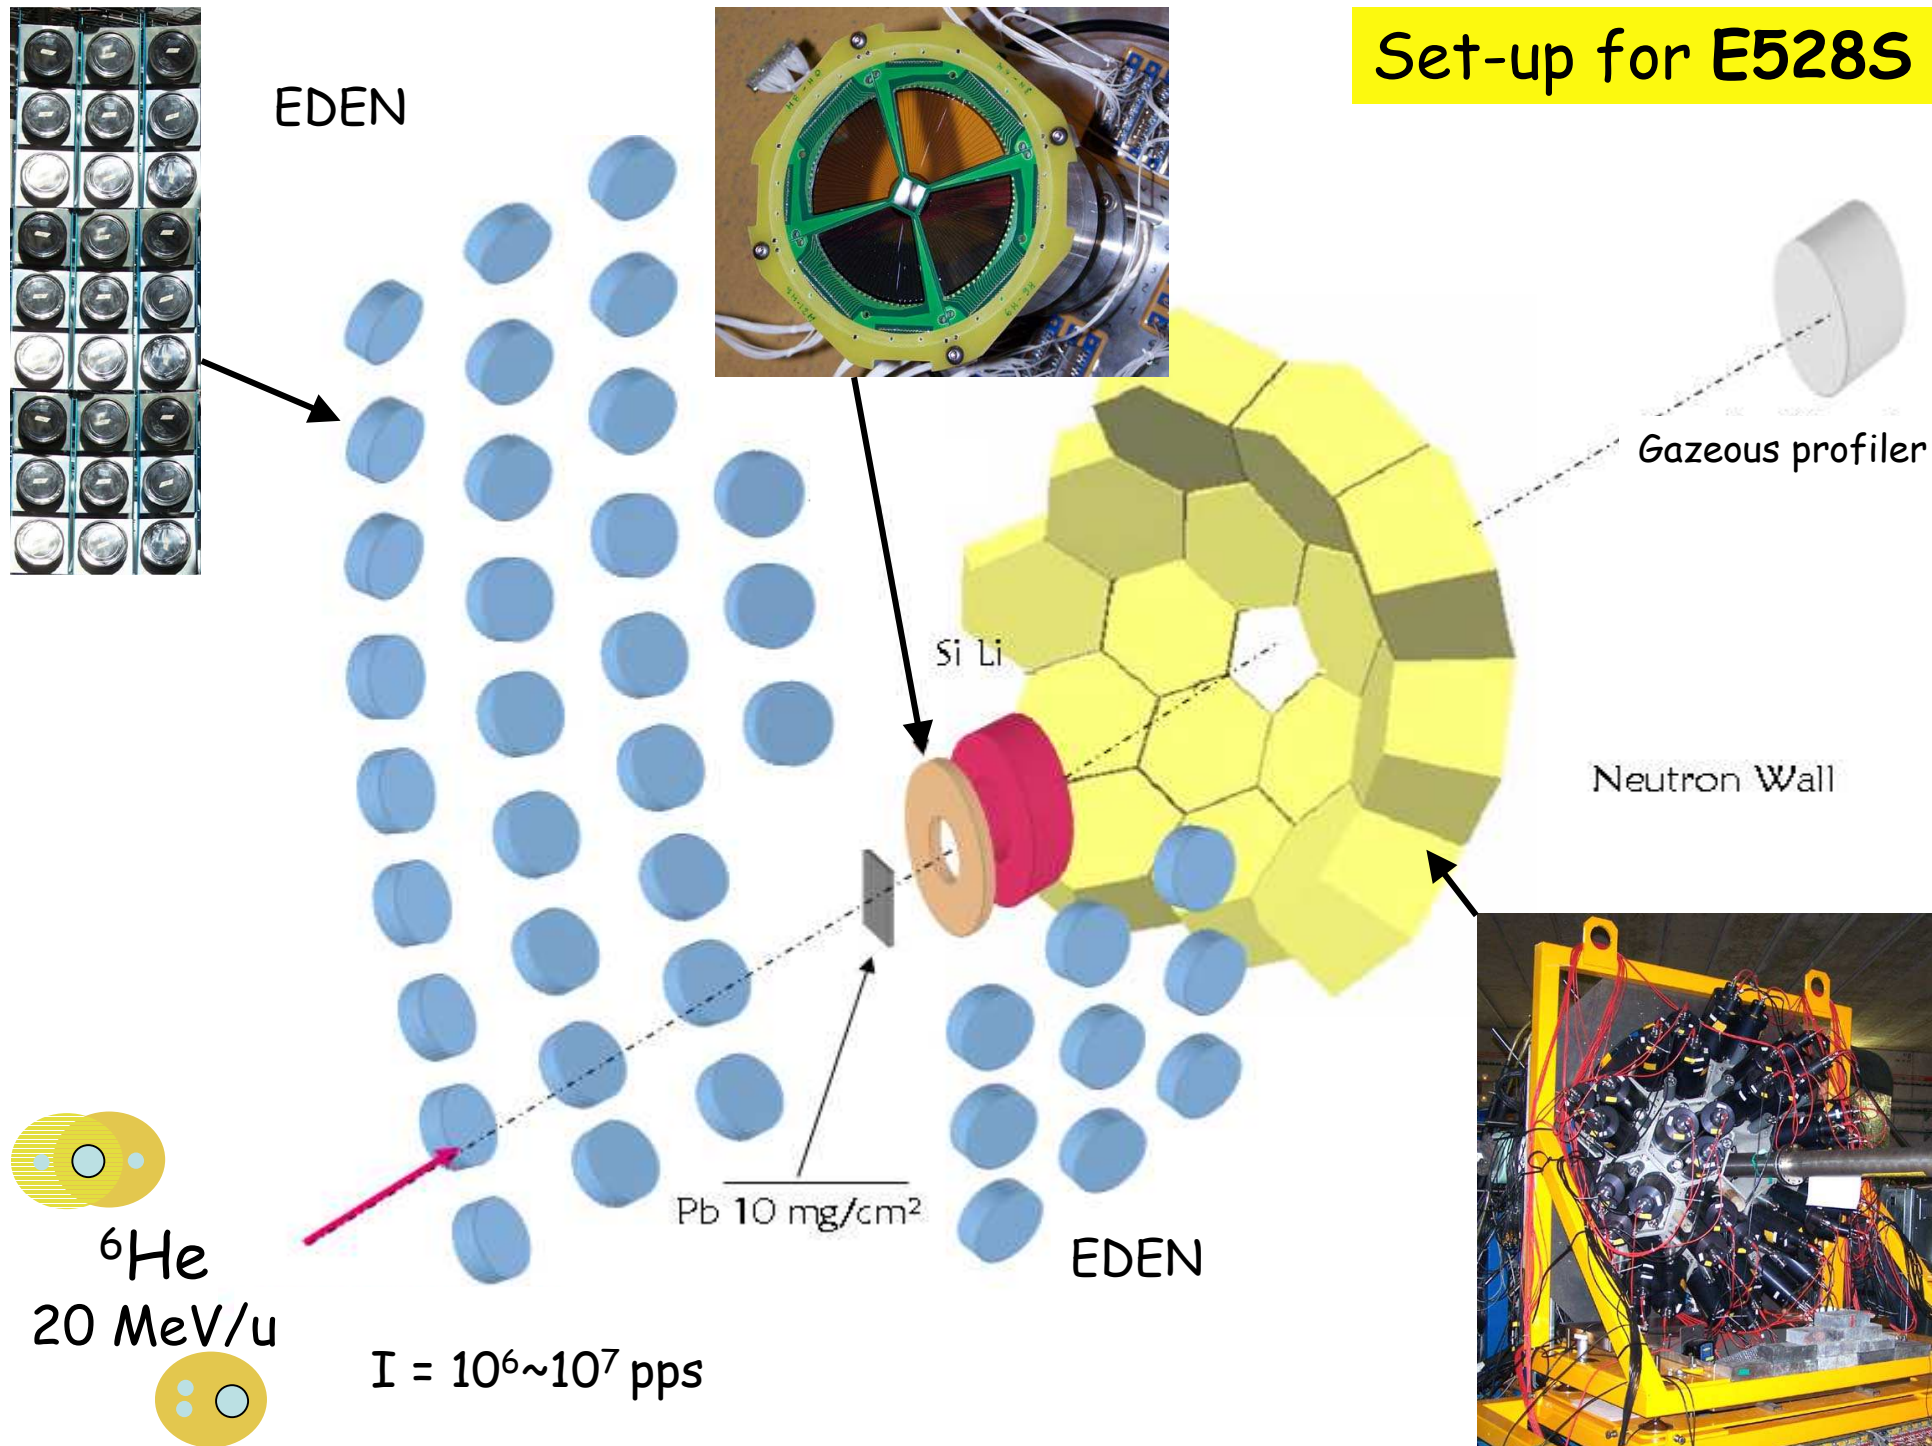 Set-up for E528S
EDEN
Gazeous profiler
Si Li
Neutron Wall
Pb 10 mg/cm²
EDEN
⁶He
20 MeV/u
I = 10⁶~10⁷ pps